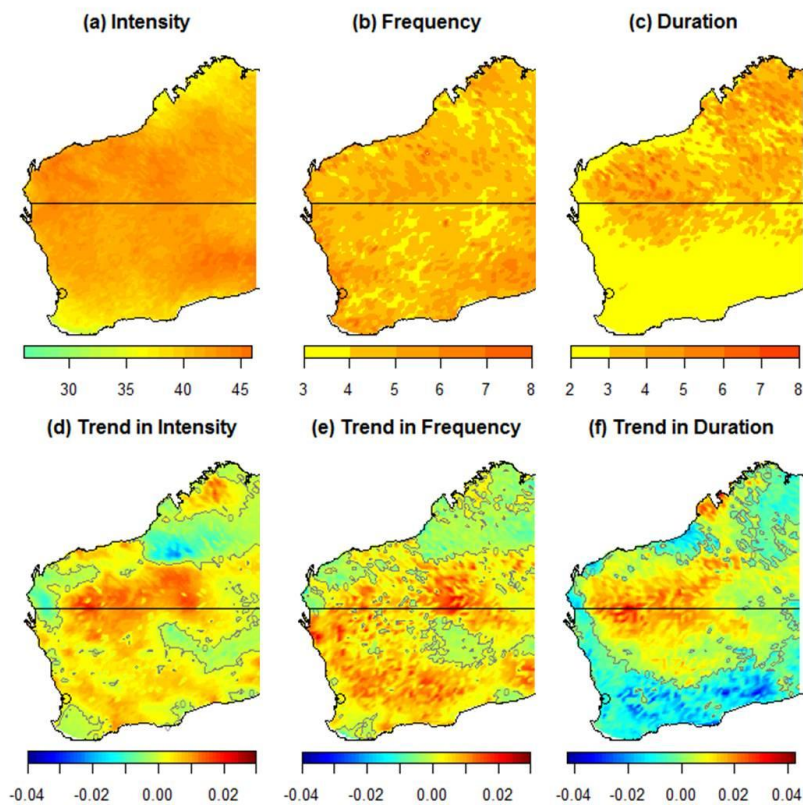 (a) Intensity (b) Frequency (c) Duration
30 35 40 45 3 4 5 6 7 8 2 3 4 5 6 7 8
(d) Trend in Intensity (e) Trend in Frequency (f) Trend in Duration
-0.04 -0.02 0.00 0.02 -0.04 -0.02 0.00 0.02 -0.04 -0.02 0.00 0.02 0.04